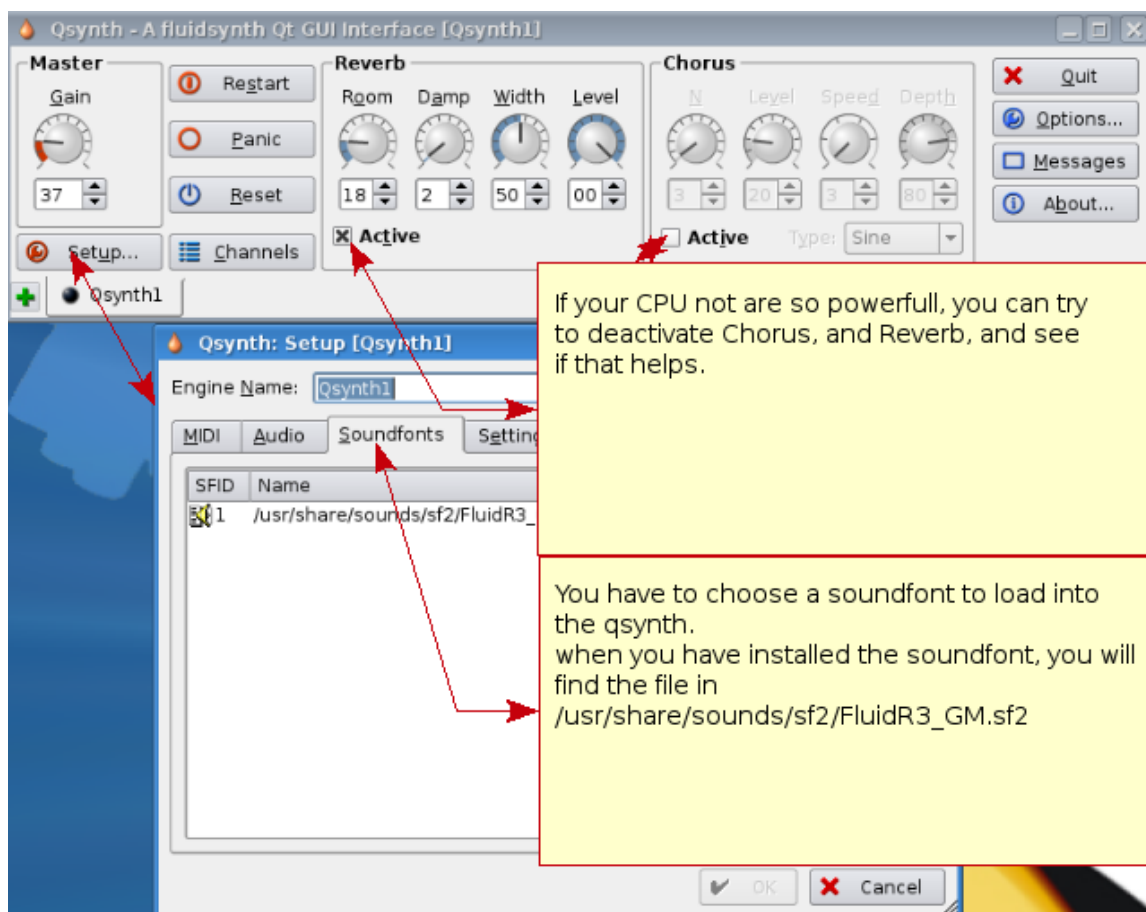 Qsynth - A fluidsynth Qt GUI Interface [Qsynth1]
Master
Gain
37
Setup...
Restart
Panic
Reset
Channels
Reverb
Room Damp Width Level
18 2 50 00
Active
Chorus
N Level Speed Depth
3 20 3 80
Active Type: Sine
Quit
Options...
Messages
About...
Qsynth1
If your CPU not are so powerfull, you can try
to deactivate Chorus, and Reverb, and see
if that helps.
Qsynth: Setup [Qsynth1]
Engine Name: Qsynth1
MIDI Audio Soundfonts
SFID Name
1 /usr/share/sounds/sf2/FluidR3_
You have to choose a soundfont to load into
the qsynth.
when you have installed the soundfont, you will
find the file in
/usr/share/sounds/sf2/FluidR3_GM.sf2
OK Cancel